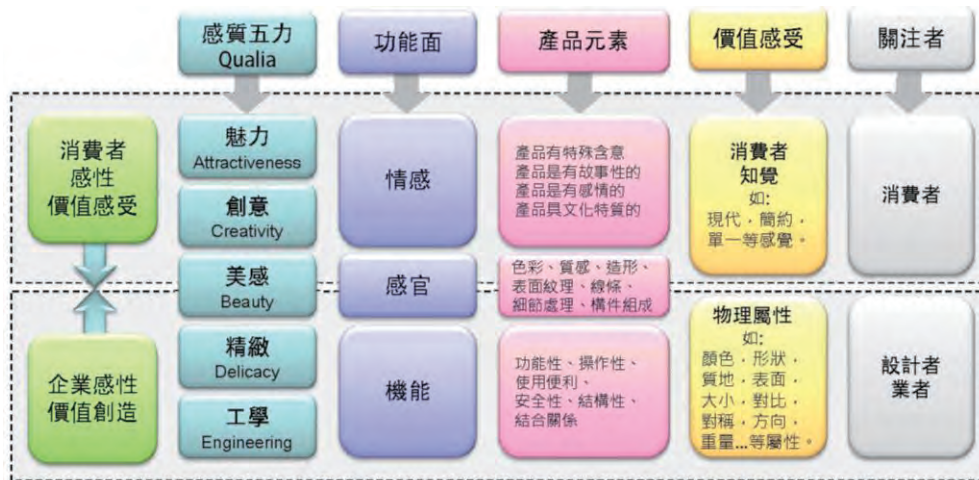 感質五力
Qualia
功能面
產品元素
價值感受
關注者
消費者
感性
價值感受
企業感性
價值創造
魅力
Attractiveness
創意
Creativity
美感
Beauty
精緻
Delicacy
工學
Engineering
情感
感官
機能
產品有特殊含意
產品是有故事性的
產品是有感情的
產品具文化特質的
色彩、質感、造形、
表面紋理、線條、
細節處理、構件組成
功能性、操作性、
使用便利、
安全性、結構性、
結合關係
消費者
知覺
如:
現代，簡約，
單一等感覺。
物理屬性
如:
顏色，形狀，
質地，表面，
大小，對比，
對稱，方向，
重量...等屬性。
消費者
設計者
業者